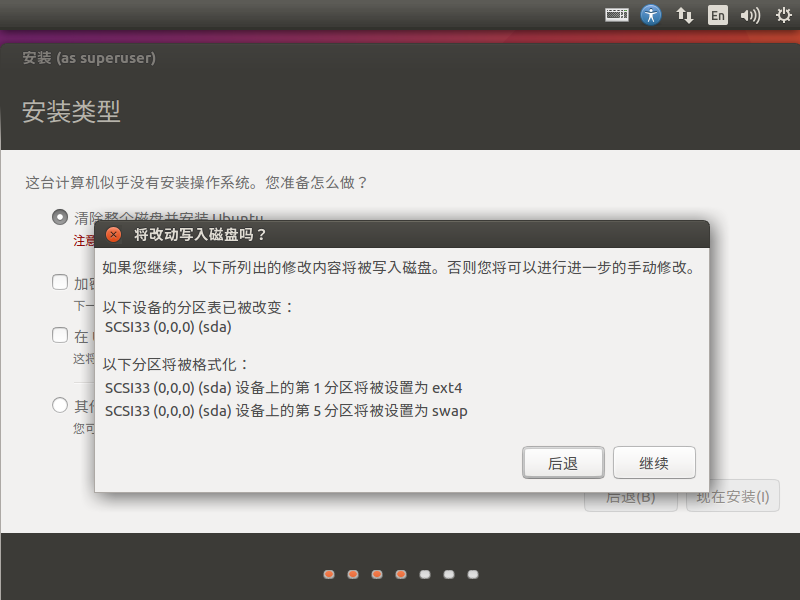 En
安装 (as superuser)
安装类型
这台计算机似乎没有安装操作系统。您准备怎么做？
清除整个磁盘并安装 Ubuntu
注意
将改动写入磁盘吗？
如果您继续，以下所列出的修改内容将被写入磁盘。否则您将可以进行进一步的手动修改。
加密
下一
以下设备的分区表已被改变：
SCSI33 (0,0,0) (sda)
在
这将
以下分区将被格式化：
SCSI33 (0,0,0) (sda) 设备上的第 1 分区将被设置为 ext4
其他
SCSI33 (0,0,0) (sda) 设备上的第 5 分区将被设置为 swap
您可
后退
继续
后退(B)
现在安装(I)